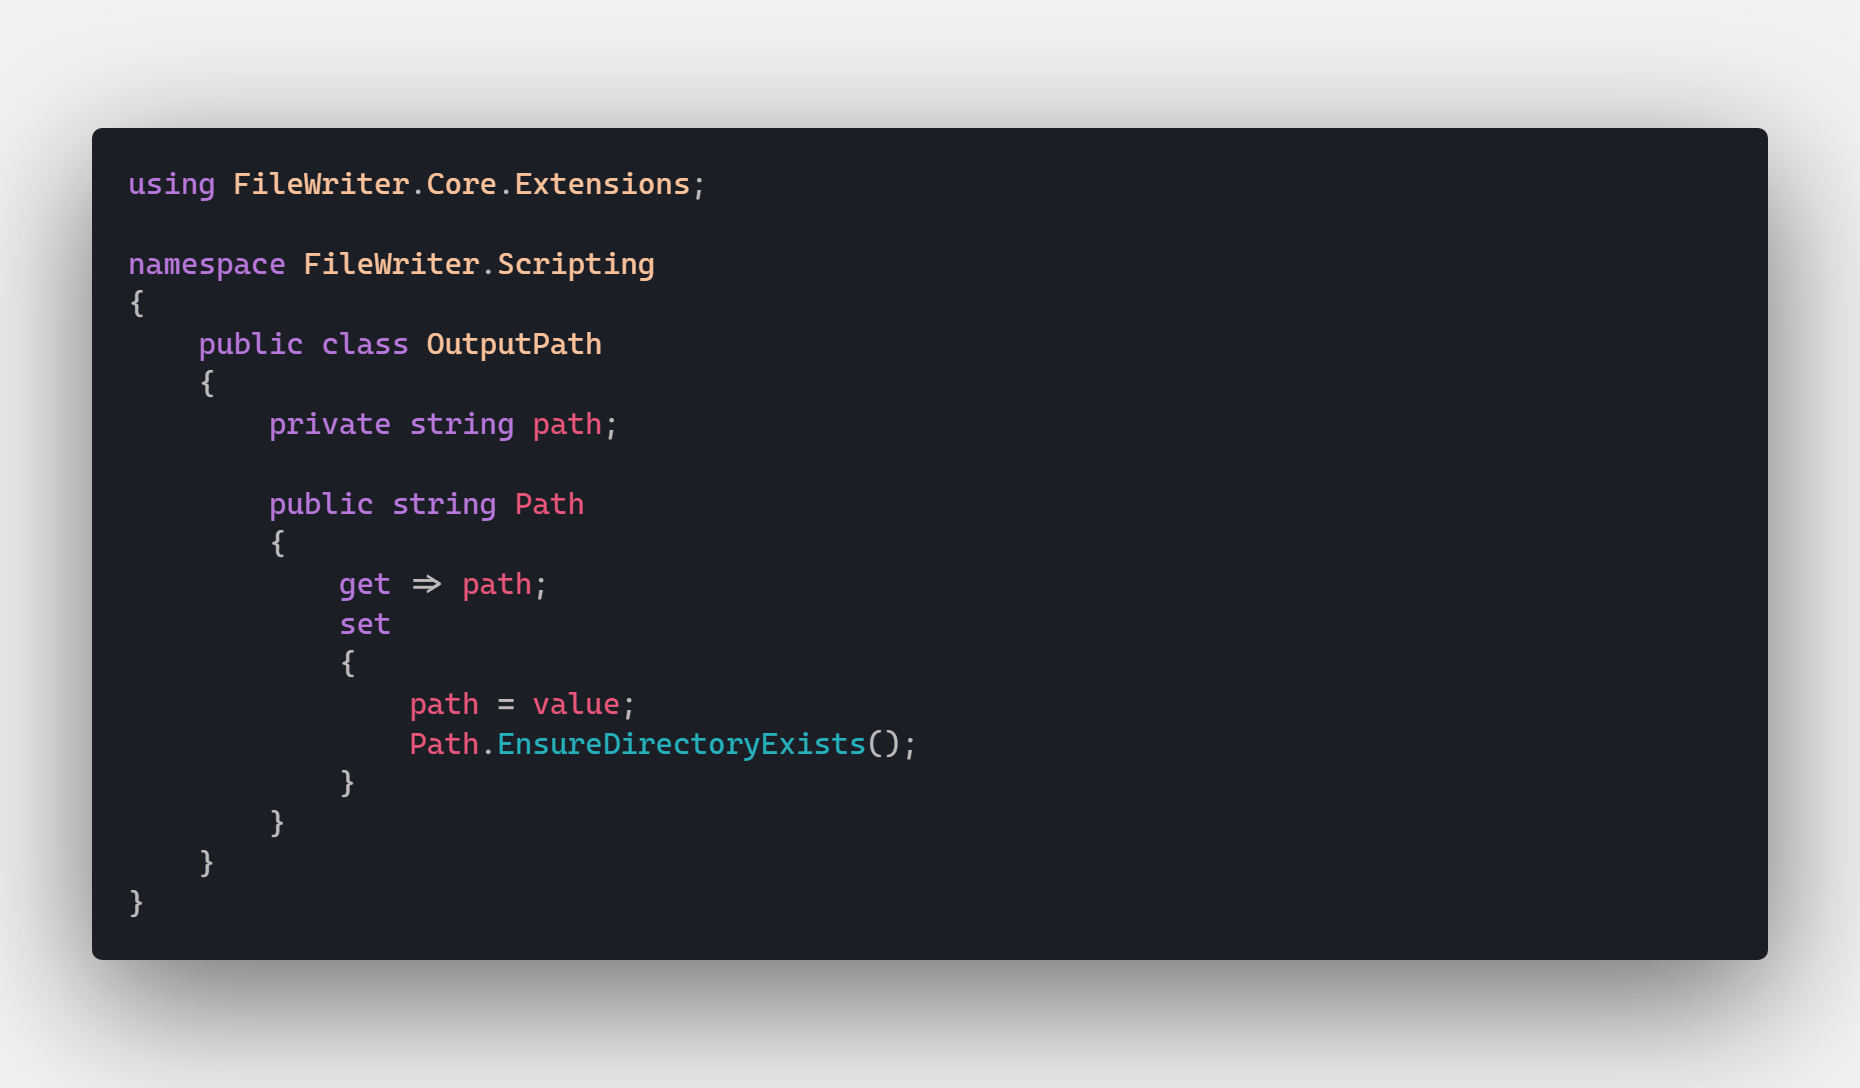 using FileWriter.Core.Extensions;

namespace FileWriter.Scripting
{
    public class OutputPath
    {
        private string path;

        public string Path
        {
            get => path;
            set
            {
                path = value;
                Path.EnsureDirectoryExists();
            }
        }
    }
}